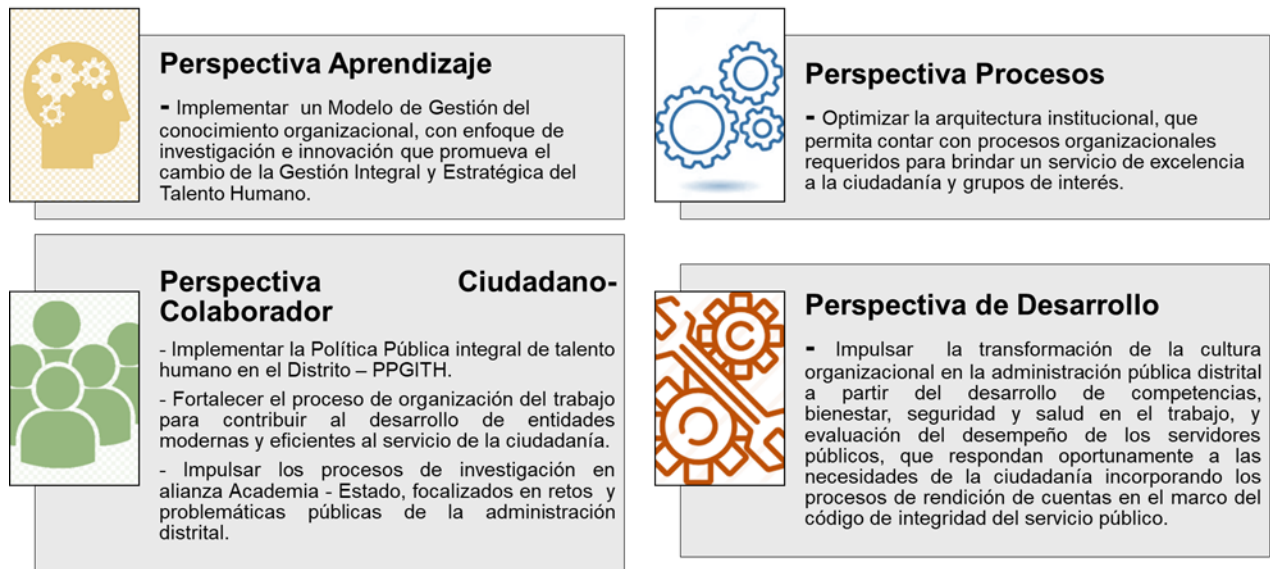 Perspectiva Aprendizaje
- Implementar un Modelo de Gestión del
conocimiento organizacional, con enfoque de
investigación e innovación que promueva el
cambio de la Gestión Integral y Estratégica del
Talento Humano.
Perspectiva Procesos
- Optimizar la arquitectura institucional, que
permita contar con procesos organizacionales
requeridos para brindar un servicio de excelencia
a la ciudadanía y grupos de interés.
Perspectiva Ciudadano-
Colaborador
- Implementar la Política Pública integral de talento
humano en el Distrito – PPGITH.
- Fortalecer el proceso de organización del trabajo
para contribuir al desarrollo de entidades
modernas y eficientes al servicio de la ciudadanía.
- Impulsar los procesos de investigación en
alianza Academia - Estado, focalizados en retos y
problemáticas públicas de la administración
distrital.
Perspectiva de Desarrollo
- Impulsar la transformación de la cultura
organizacional en la administración pública distrital
a partir del desarrollo de competencias,
bienestar, seguridad y salud en el trabajo, y
evaluación del desempeño de los servidores
públicos, que respondan oportunamente a las
necesidades de la ciudadanía incorporando los
procesos de rendición de cuentas en el marco del
código de integridad del servicio público.